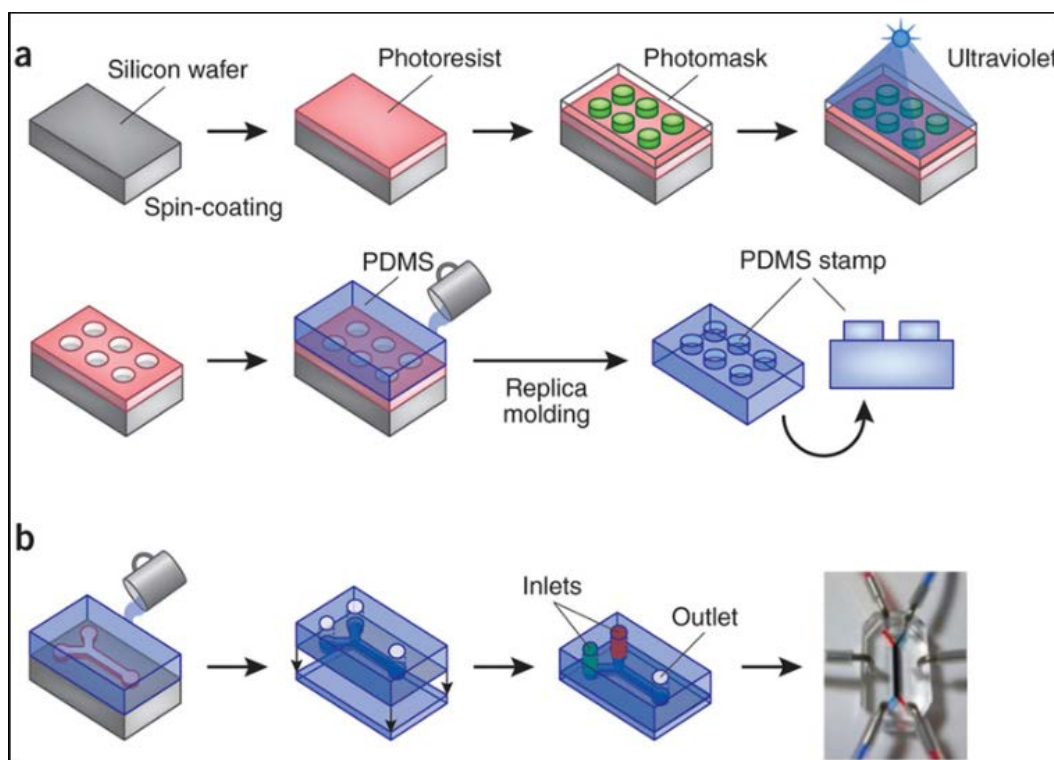 a
Silicon wafer
Photoresist
Photomask
Ultraviolet
Spin-coating
PDMS
PDMS stamp
Replica
molding
b
Inlets
Outlet